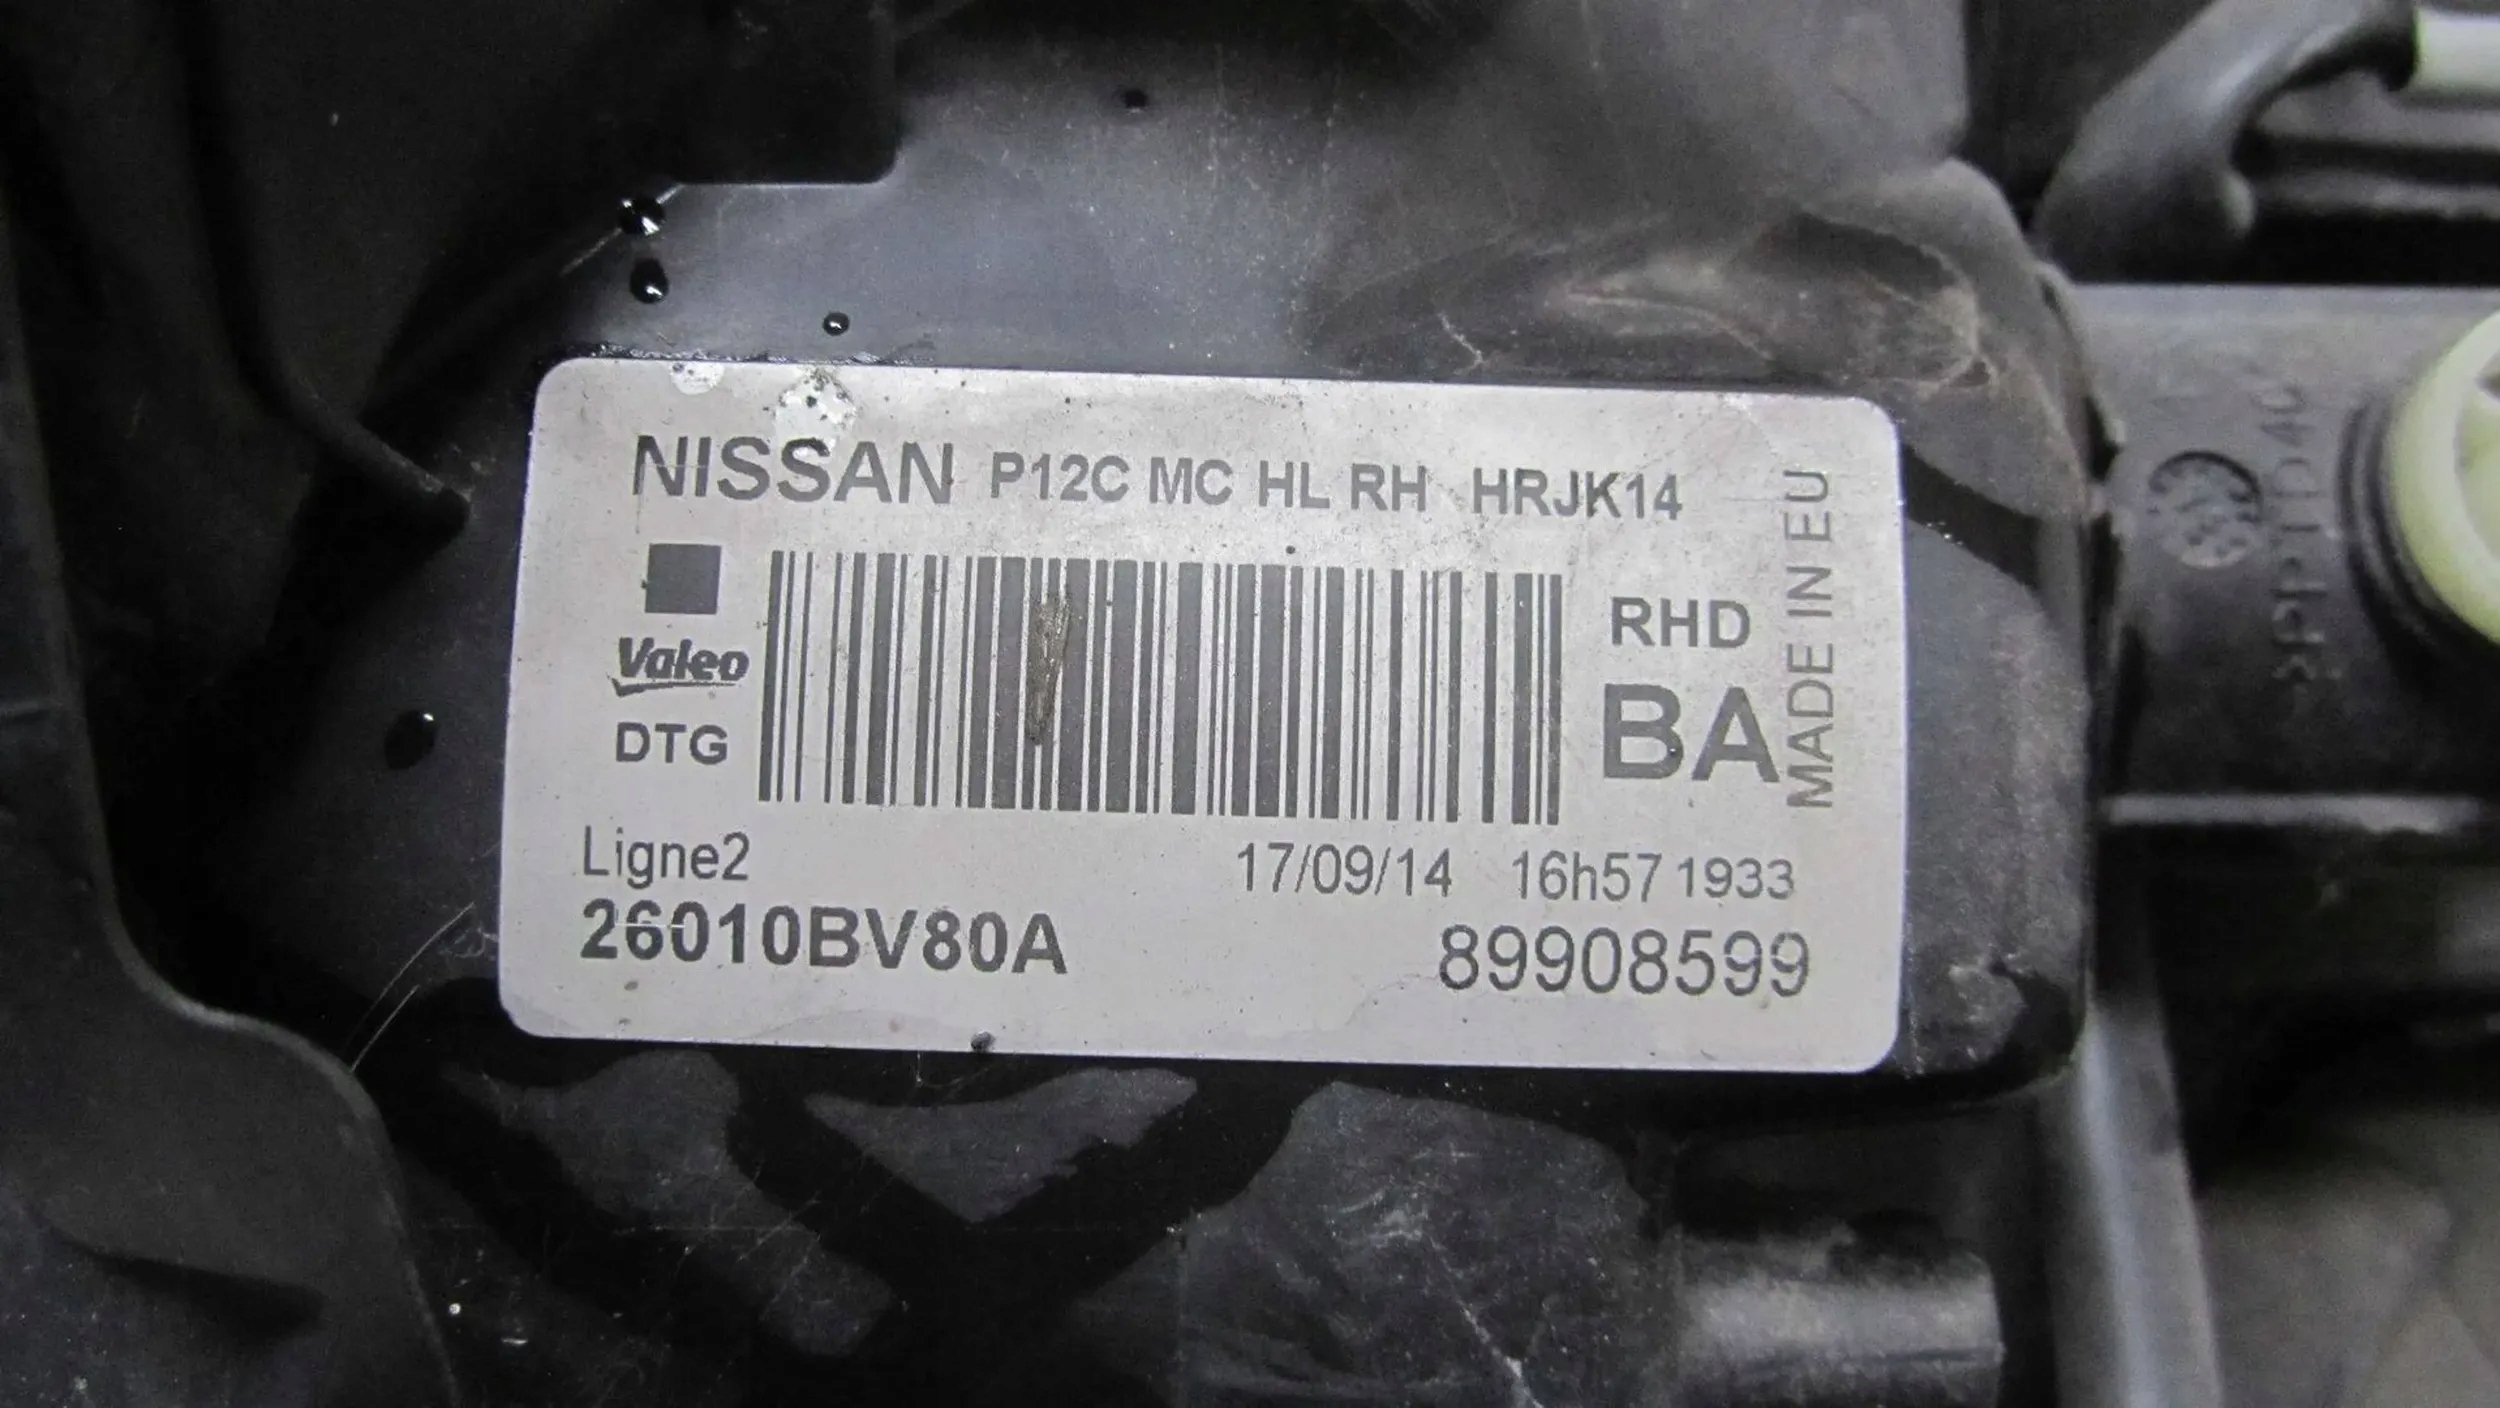 NISSAN P12C MC HL RH HRJK14
Valeo
DTG
RHD
BA
MADE IN EU
Ligne2
17/09/14 16h57 1933
26010BV80A
89908599